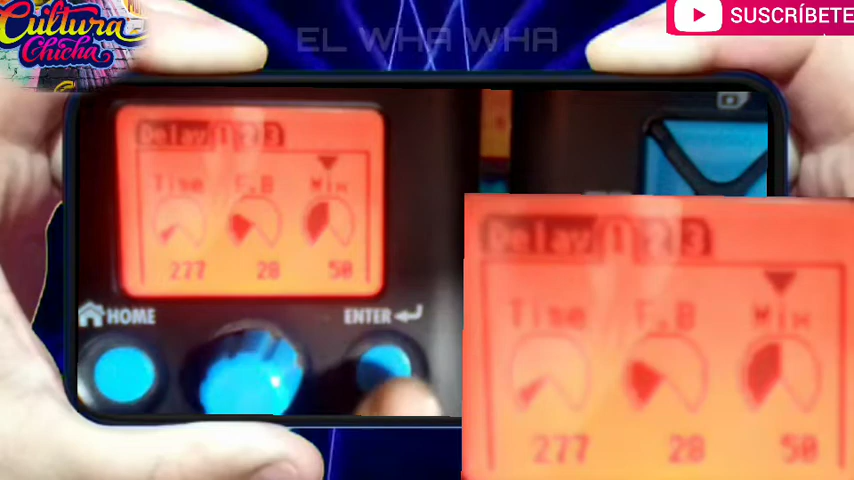 Cultura
Chicha
EL WHA WHA
SUSCRÍBETE
Delay 1 2 3
Time F.B Mix
277 28 50
HOME ENTER
Delay 1 2 3
Time F.B Mix
277 28 50